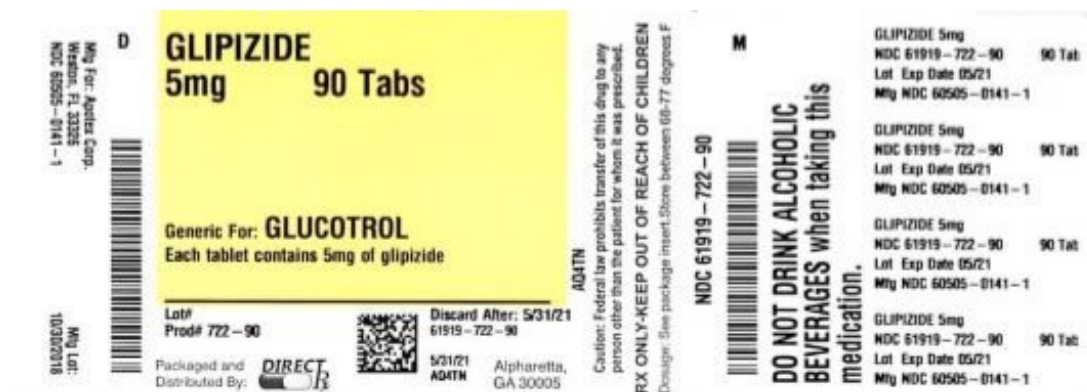 Mfg For: Apotex Corp.
Weston, FL 33326
NDC 60505-0141-1
Mfg Lot:
10/30/2018
D
GLIPIZIDE
5mg 90 Tabs
Generic For: GLUCOTROL
Each tablet contains 5mg of glipizide
Lot#
Prod# 722-90
Discard After: 5/31/21
61919-722-90
5/31/21
AD4TN
Packaged and
Distributed By:
DIRECT Rx
Alpharetta,
GA 30005
AD4TN
Caution: Federal law prohibits transfer of this drug to any
person other than the patient for whom it was prescribed.
RX ONLY-KEEP OUT OF REACH OF CHILDREN
Dosage: See package insert.Store between 68-77 degrees F
NDC 61919-722-90
M
DO NOT DRINK ALCOHOLIC
BEVERAGES when taking this
medication.
GLIPIZIDE 5mg
NDC 61919-722-90 90 Tab
Lot Exp Date 05/21
Mfg NDC 60505-0141-1
GLIPIZIDE 5mg
NDC 61919-722-90 90 Tab
Lot Exp Date 05/21
Mfg NDC 60505-0141-1
GLIPIZIDE 5mg
NDC 61919-722-90 90 Tab
Lot Exp Date 05/21
Mfg NDC 60505-0141-1
GLIPIZIDE 5mg
NDC 61919-722-90 90 Tab
Lot Exp Date 05/21
Mfg NDC 60505-0141-1